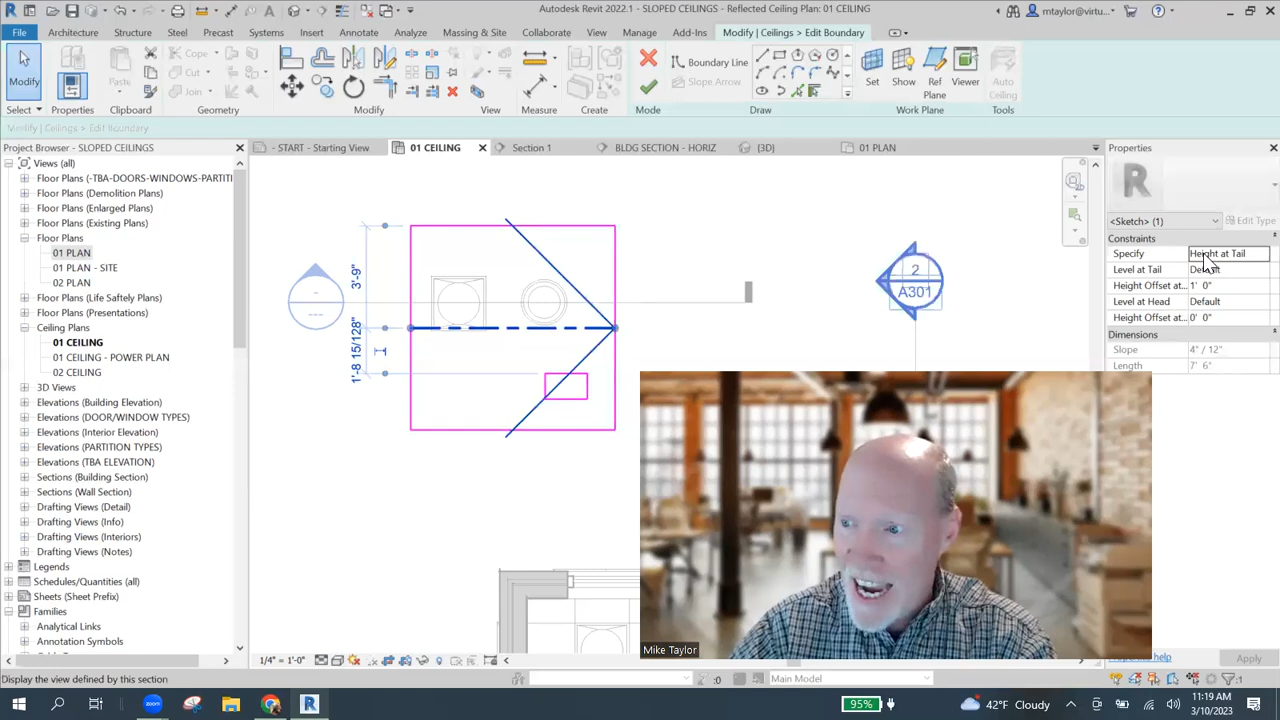 Autodesk Revit 2022.1 - SLOPED CEILINGS - Reflected Ceiling Plan: 01 CEILING
mtaylor@virtu...
File Architecture Structure Steel Precast Systems Insert Annotate Analyze Massing & Site Collaborate View Manage Add-Ins Modify | Ceilings > Edit Boundary
Modify
Paste
Cope
Cut
Join
Boundary Line
Slope Arrow
Set
Show
Ref Plane
Viewer
Auto Ceiling
Select Properties Clipboard Geometry Modify View Measure Create Mode Draw Work Plane Tools
Modify | Ceilings > Edit Boundary
Project Browser - SLOPED CEILINGS
- START - Starting View
01 CEILING
Section 1
BLDG SECTION - HORIZ
{3D}
01 PLAN
Properties
Views (all)
Floor Plans (-TBA-DOORS-WINDOWS-PARTITI
Floor Plans (Demolition Plans)
Floor Plans (Enlarged Plans)
Floor Plans (Existing Plans)
Floor Plans
01 PLAN
01 PLAN - SITE
02 PLAN
Floor Plans (Life Saftely Plans)
Floor Plans (Presentations)
Ceiling Plans
01 CEILING
01 CEILING - POWER PLAN
02 CEILING
3D Views
Elevations (Building Elevation)
Elevations (DOOR/WINDOW TYPES)
Elevations (Interior Elevation)
Elevations (PARTITION TYPES)
Elevations (TBA ELEVATION)
Sections (Building Section)
Sections (Wall Section)
Drafting Views (Detail)
Drafting Views (Info)
Drafting Views (Interiors)
Drafting Views (Notes)
Legends
Schedules/Quantities (all)
Sheets (Sheet Prefix)
Families
Analytical Links
Annotation Symbols
3'-9"
1'-8 15/128"
2
A301
<Sketch> (1)
Edit Type
Constraints
Specify Height at Tail
Level at Tail Default
Height Offset at... 1' 0"
Level at Head Default
Height Offset at... 0' 0"
Dimensions
Slope 4" / 12"
Length 7' 6"
Mike Taylor
Properties help
Apply
1/4" = 1'-0"
Display the view defined by this section
:0
Main Model
:1
95%
42°F Cloudy
11:19 AM
3/10/2023